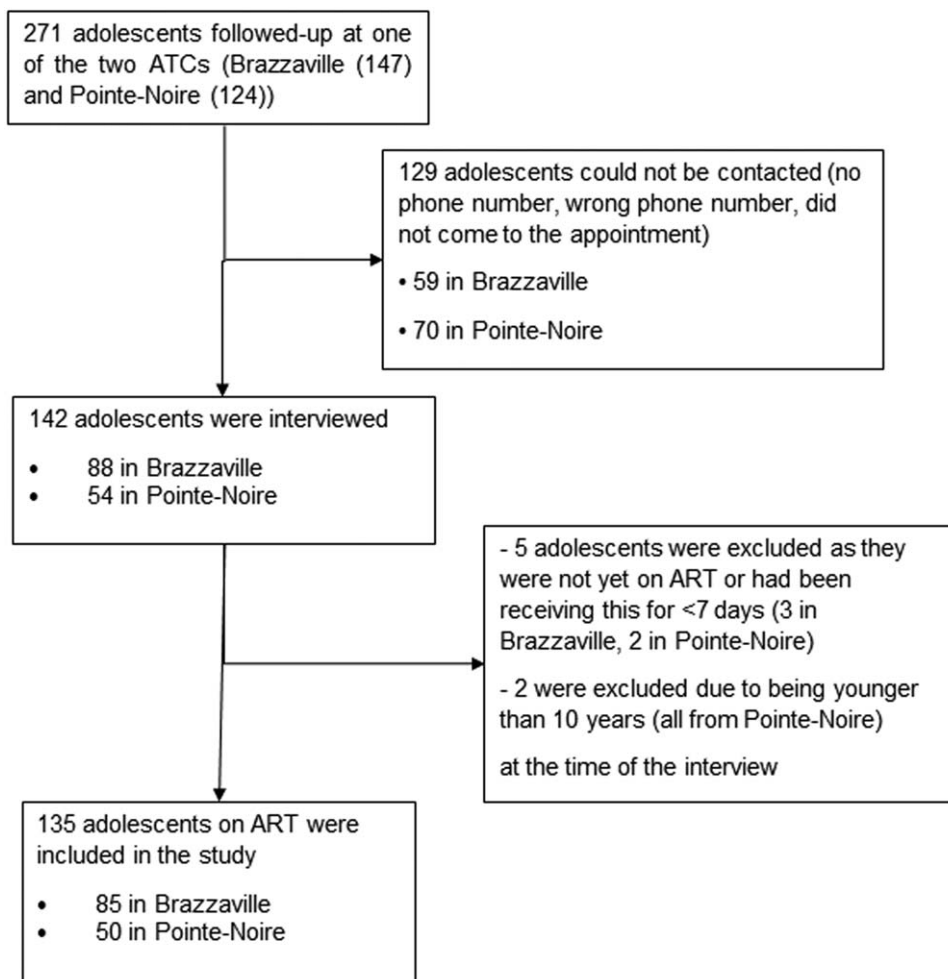 271 adolescents followed-up at one
of the two ATCs (Brazzaville (147)
and Pointe-Noire (124))
129 adolescents could not be contacted (no
phone number, wrong phone number, did
not come to the appointment)
• 59 in Brazzaville
• 70 in Pointe-Noire
142 adolescents were interviewed
• 88 in Brazzaville
• 54 in Pointe-Noire
- 5 adolescents were excluded as they
were not yet on ART or had been
receiving this for <7 days (3 in
Brazzaville, 2 in Pointe-Noire)
- 2 were excluded due to being younger
than 10 years (all from Pointe-Noire)
at the time of the interview
135 adolescents on ART were
included in the study
• 85 in Brazzaville
• 50 in Pointe-Noire